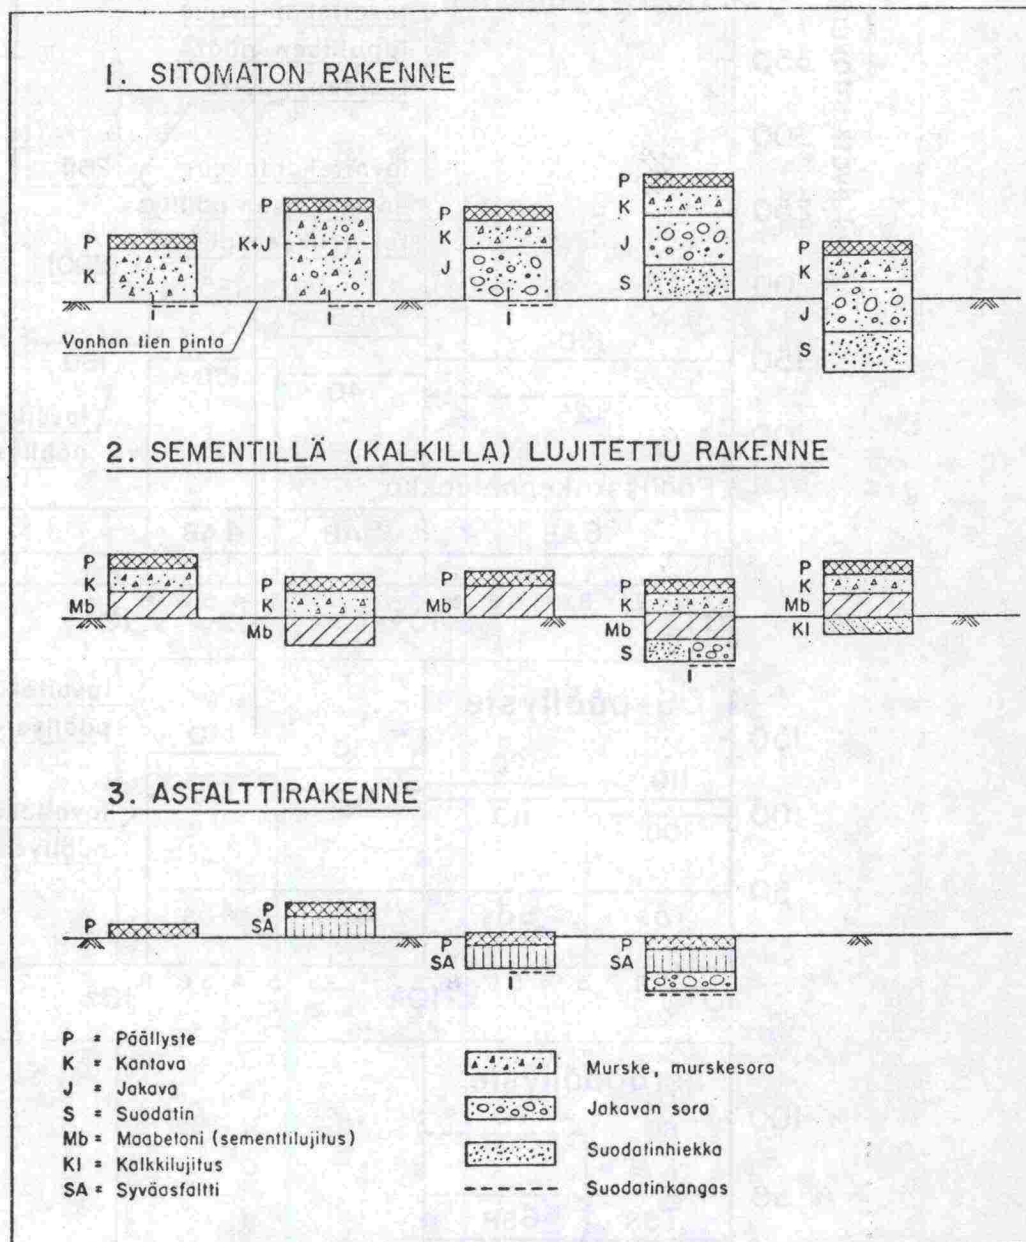 1. SITOMATON RAKENNE
P
K
P
K+J
P
K
J
P
K
J
S
P
K
J
S
I
I
I
Vanhan tien pinta
2. SEMENTILLÄ (KALKILLA) LUJITETTU RAKENNE
P
K
Mb
P
K
Mb
P
Mb
P
K
Mb
S
I
P
K
Mb
Kl
3. ASFALTTIRAKENNE
P
P
SA
P
SA
I
P
SA
P = Päällyste
K = Kantava
J = Jakava
S = Suodatin
Mb = Maabetoni (sementtilujitus)
Kl = Kalkkilujitus
SA = Syväasfaltti
Murske, murskesora
Jakavan sora
Suodatinhiekka
Suodatinkangas